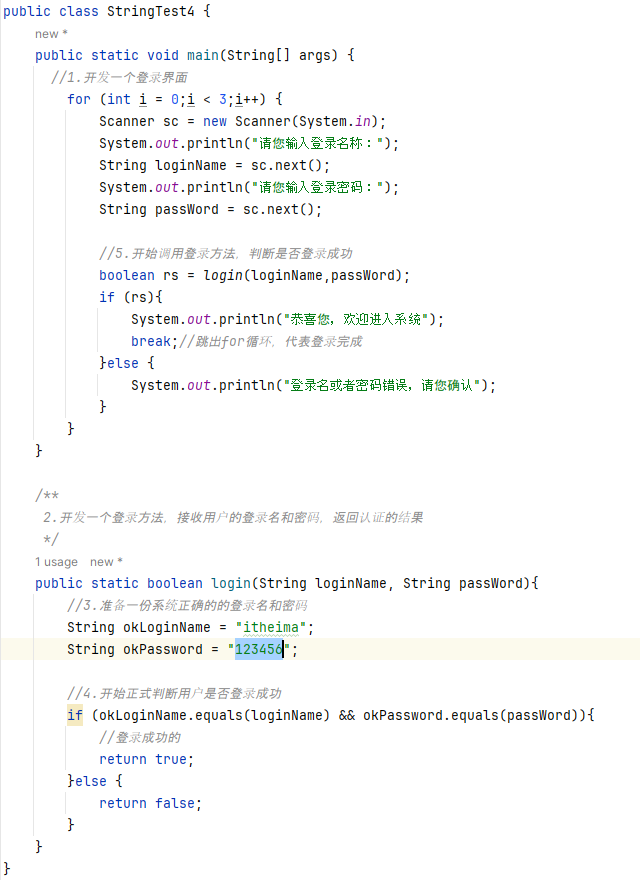 public class StringTest4 {
new *
public static void main(String[] args) {
//1.开发一个登录界面
for (int i = 0;i < 3;i++) {
Scanner sc = new Scanner(System.in);
System.out.println("请您输入登录名称：");
String loginName = sc.next();
System.out.println("请您输入登录密码：");
String passWord = sc.next();
//5.开始调用登录方法，判断是否登录成功
boolean rs = login(loginName,passWord);
if (rs){
System.out.println("恭喜您，欢迎进入系统");
break;//跳出for循环，代表登录完成
}else {
System.out.println("登录名或者密码错误，请您确认");
}
}
}
/**
2.开发一个登录方法，接收用户的登录名和密码，返回认证的结果
*/
1 usage new *
public static boolean login(String loginName, String passWord){
//3.准备一份系统正确的的登录名和密码
String okLoginName = "itheima";
String okPassword = "123456";
//4.开始正式判断用户是否登录成功
if (okLoginName.equals(loginName) && okPassword.equals(passWord)){
//登录成功的
return true;
}else {
return false;
}
}
}